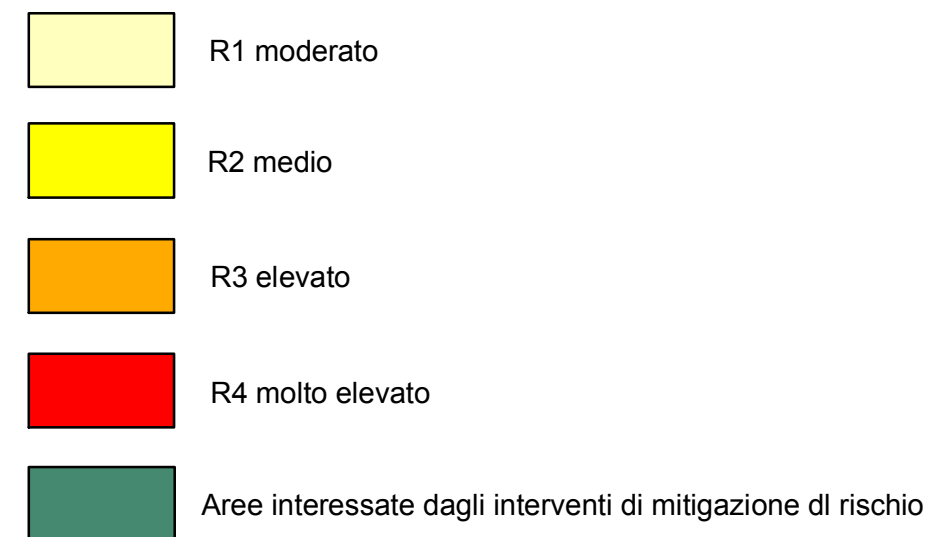 R1 moderato
R2 medio
R3 elevato
R4 molto elevato
Aree interessate dagli interventi di mitigazione dl rischio